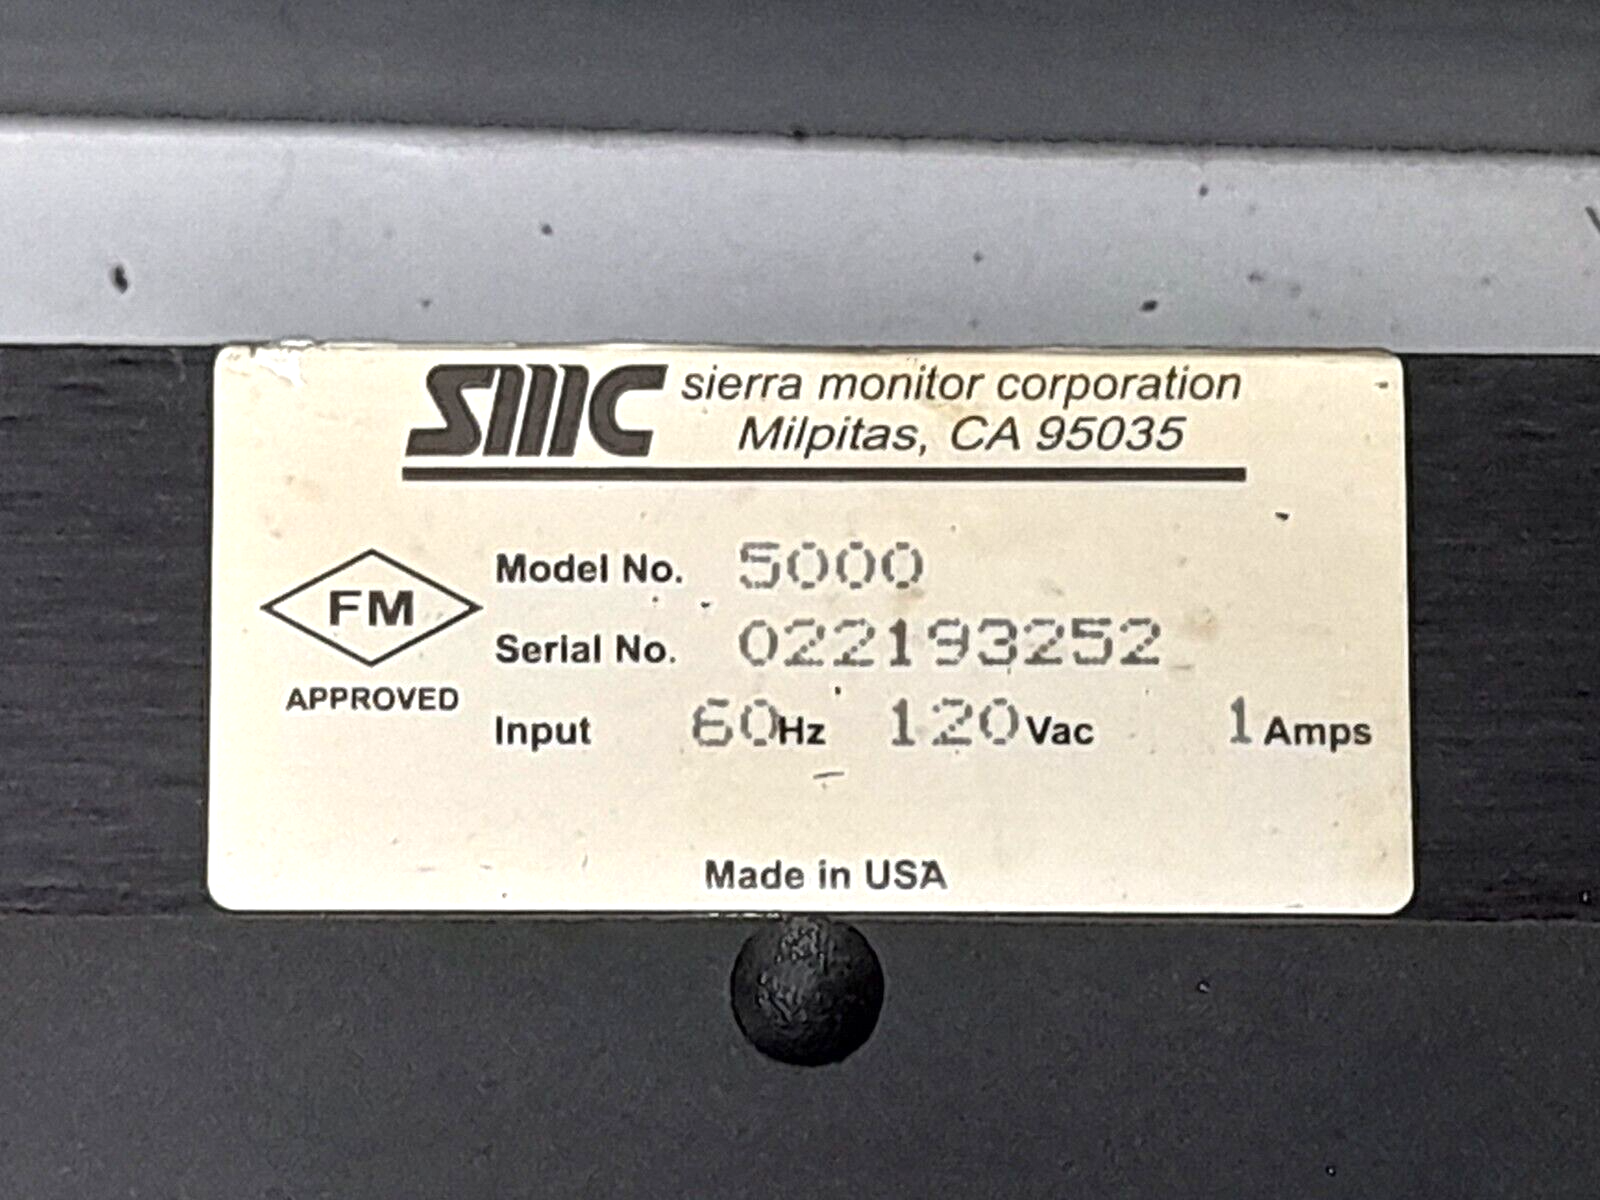 SMC sierra monitor corporation
Milpitas, CA 95035
FM
APPROVED
Model No. 5000
Serial No. 022193252
Input 60Hz 120Vac 1Amps
Made in USA